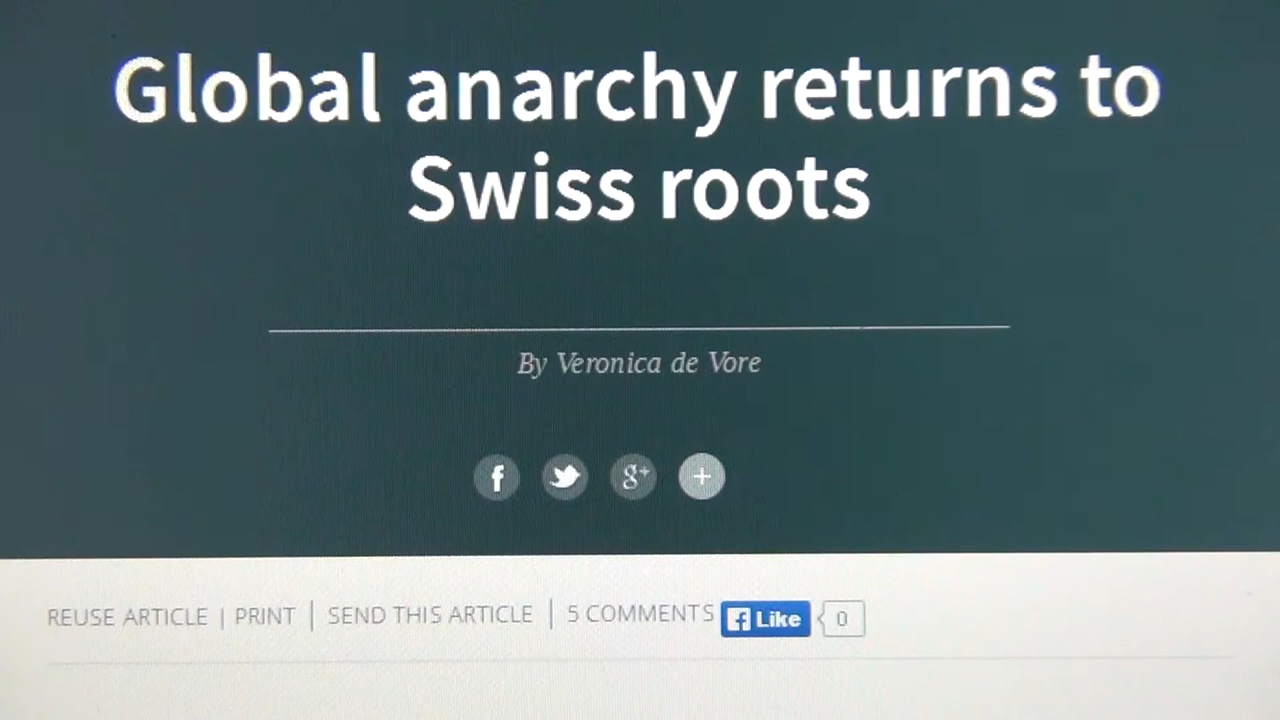 Global anarchy returns to
Swiss roots
By Veronica de Vore
f g+ +
REUSE ARTICLE | PRINT | SEND THIS ARTICLE | 5 COMMENTS f Like 0